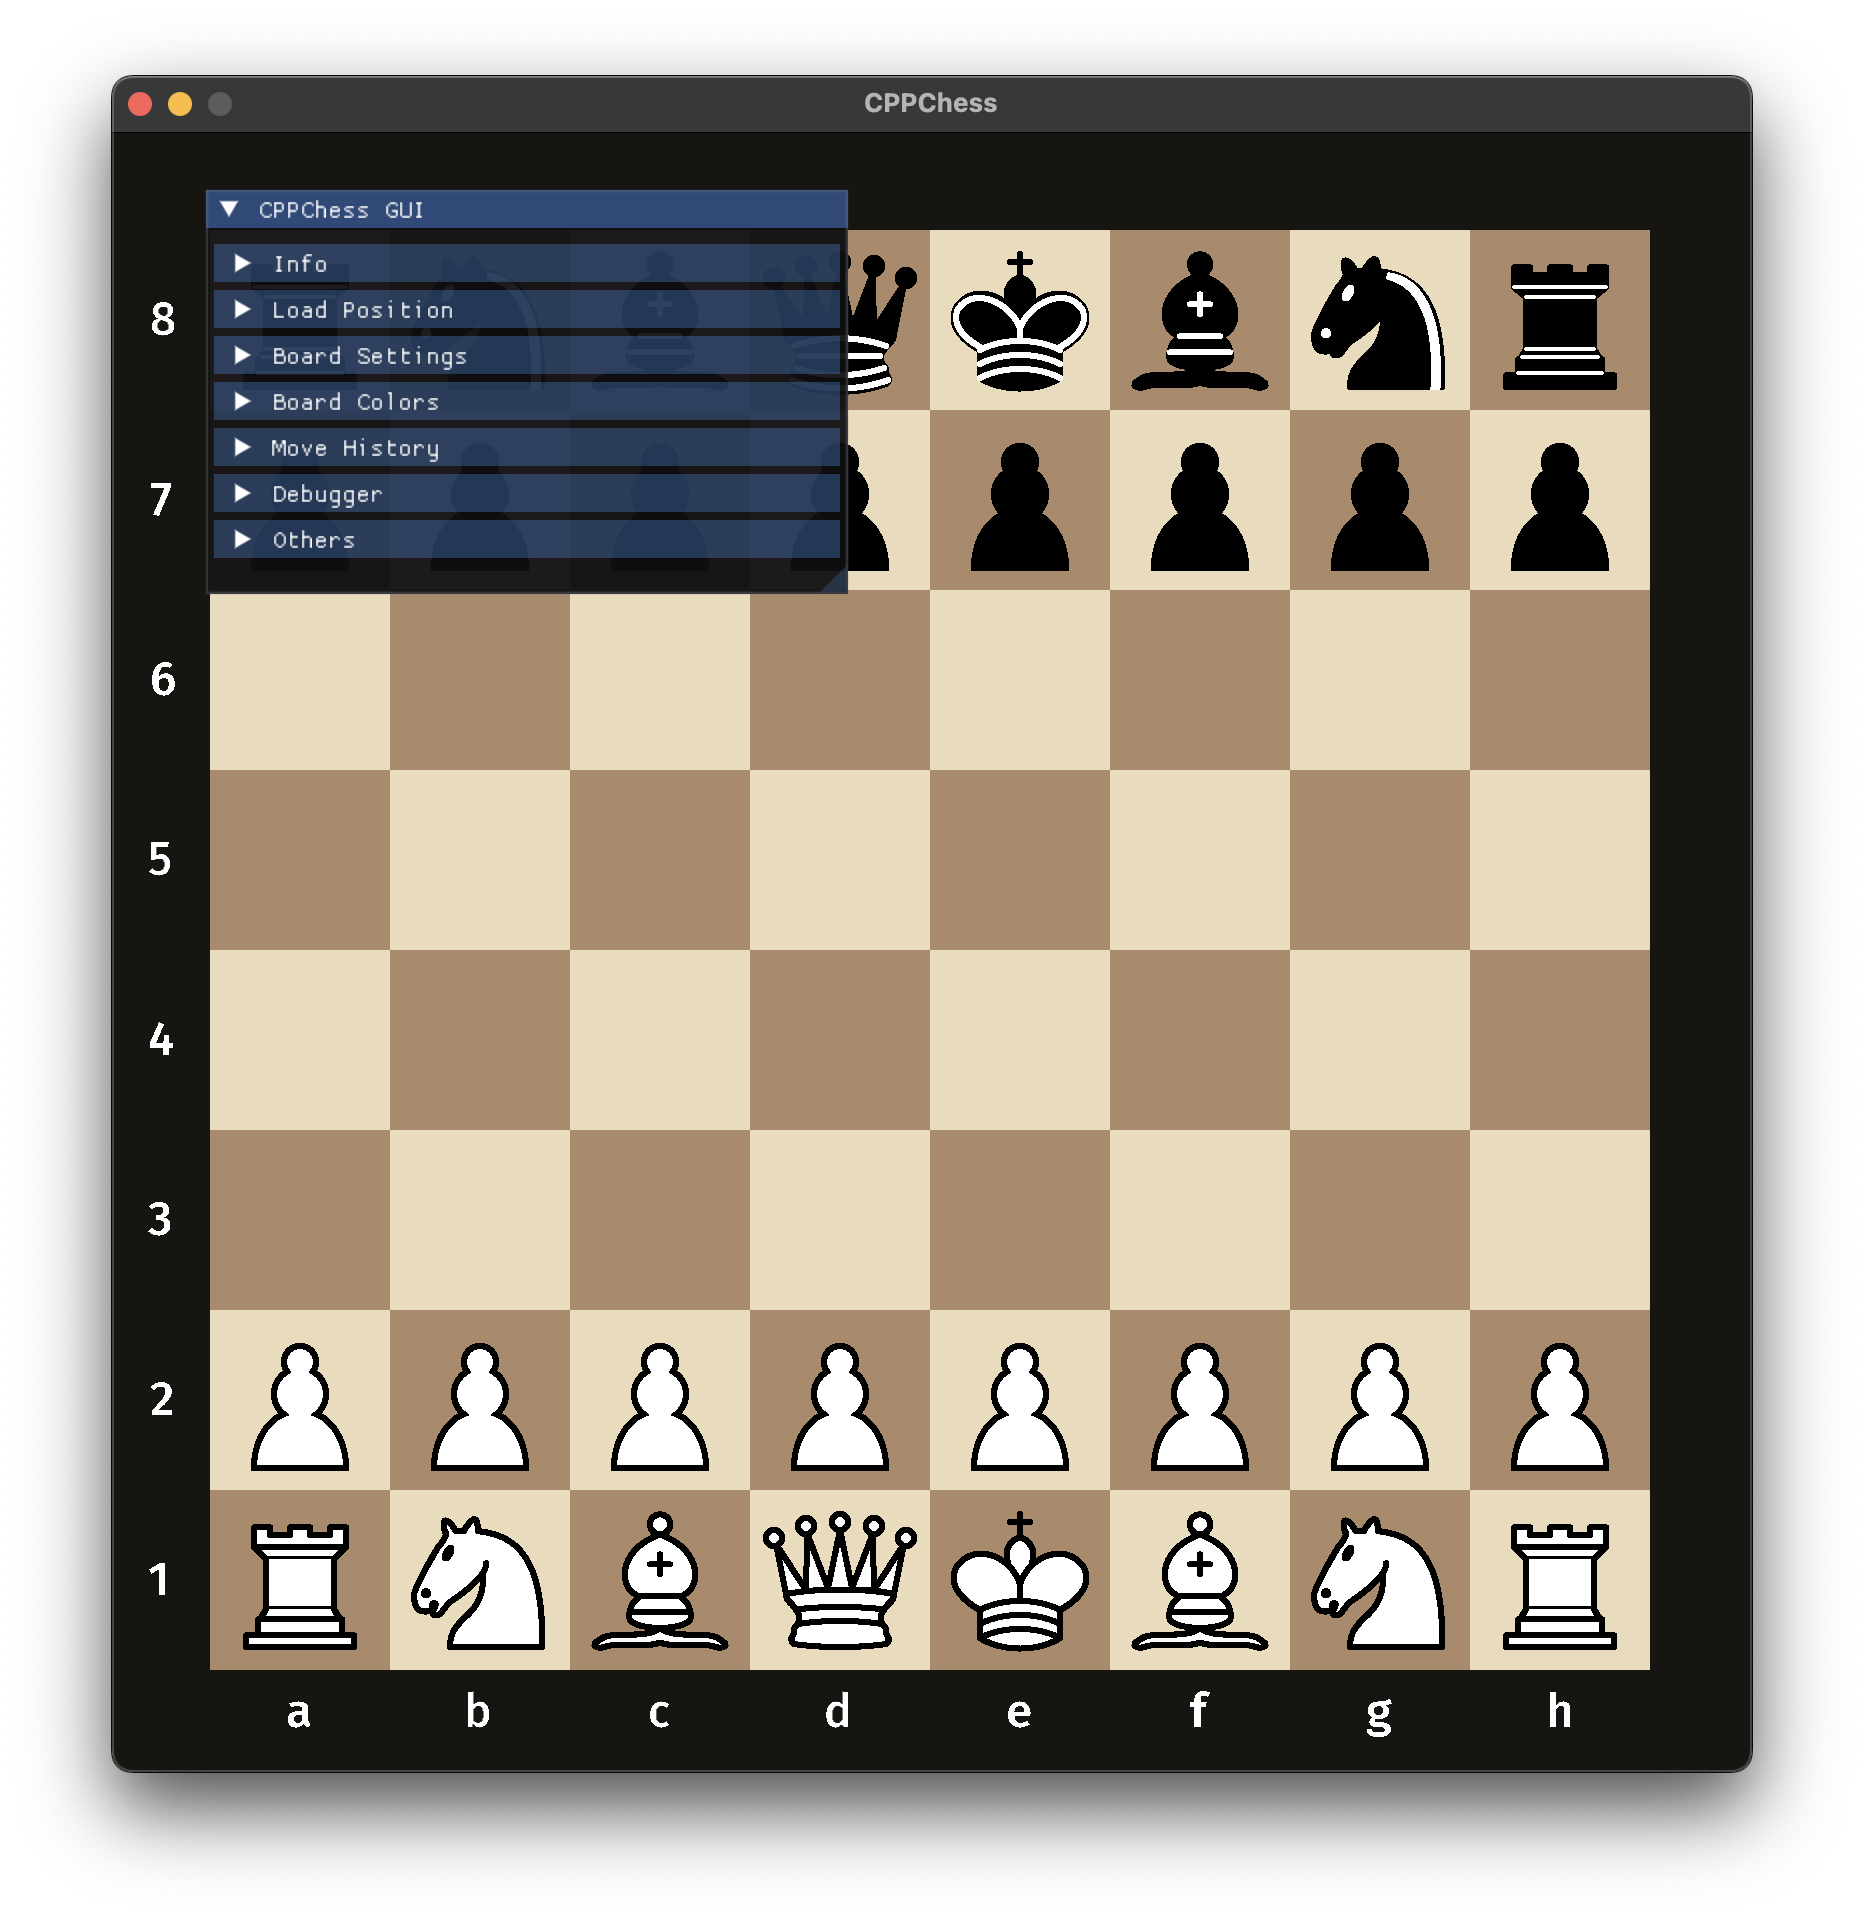 CPPChess
CPPChess GUI
Info
Load Position
Board Settings
Board Colors
Move History
Debugger
Others
8
7
6
5
4
3
2
1
a b c d e f g h